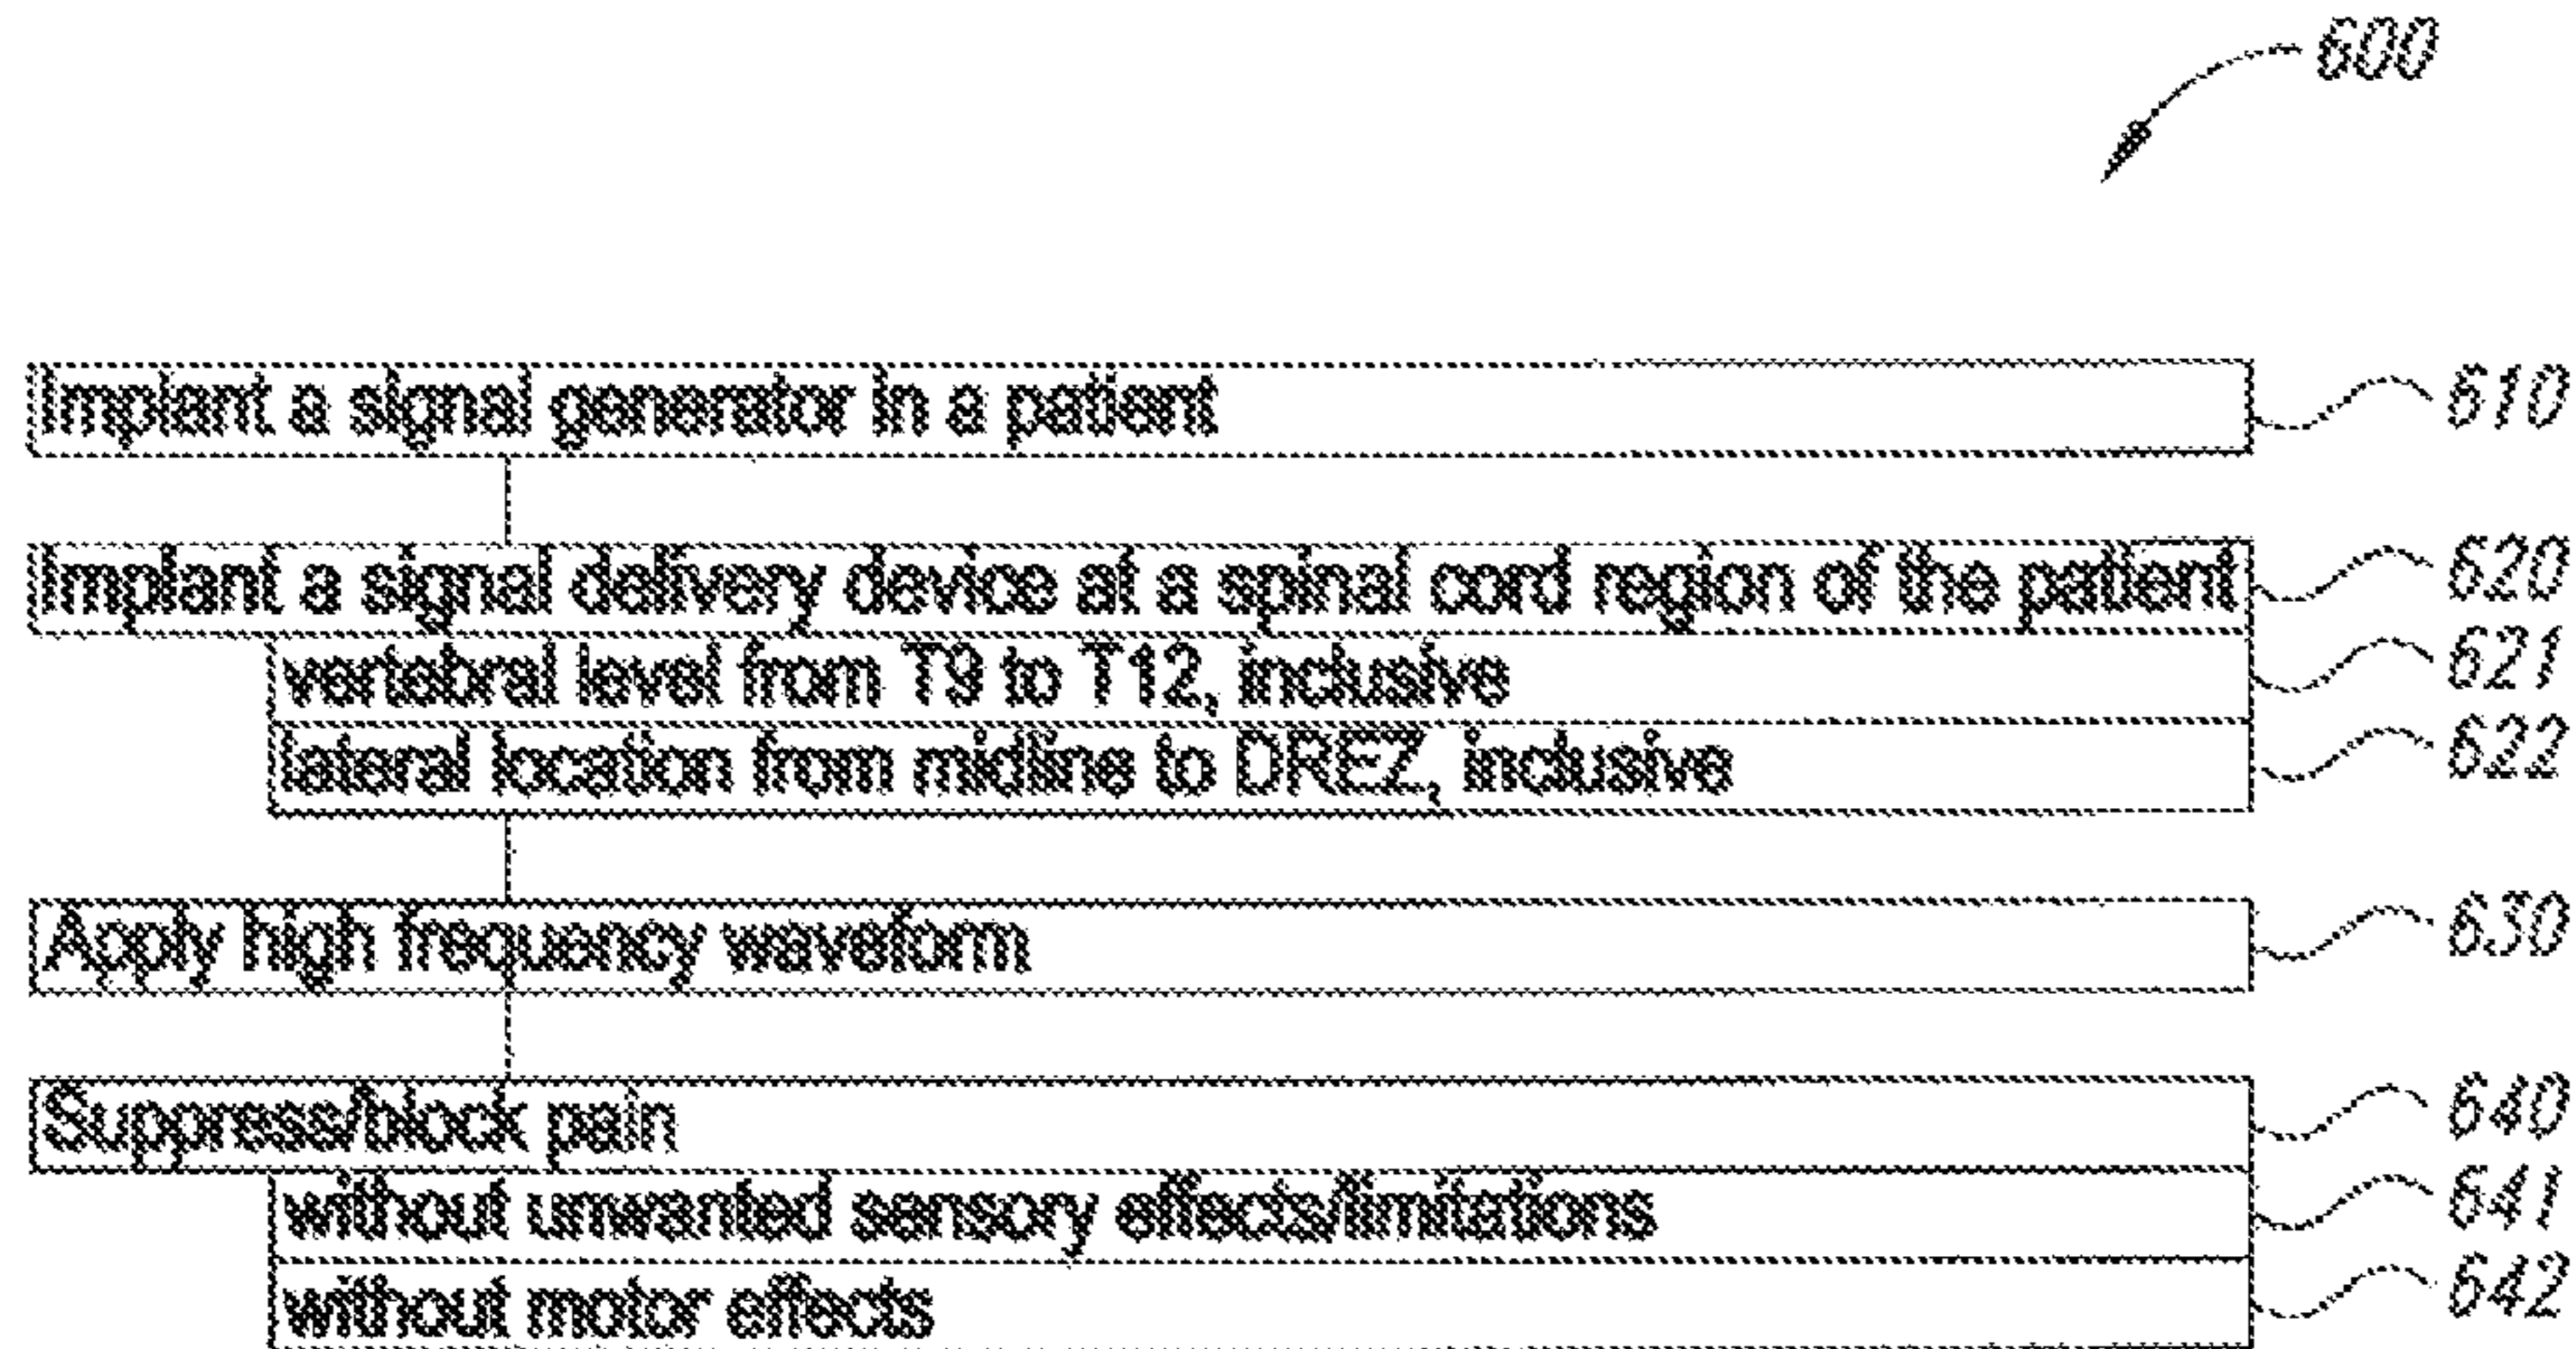 600
Implant a signal generator in a patient 610
Implant a signal delivery device at a spinal cord region of the patient 620
vertebral level from T9 to T12, inclusive 621
lateral location from midline to DREZ, inclusive 622
Apply high frequency waveform 630
Suppress/block pain 640
without unwanted sensory effects/limitations 641
without motor effects 642